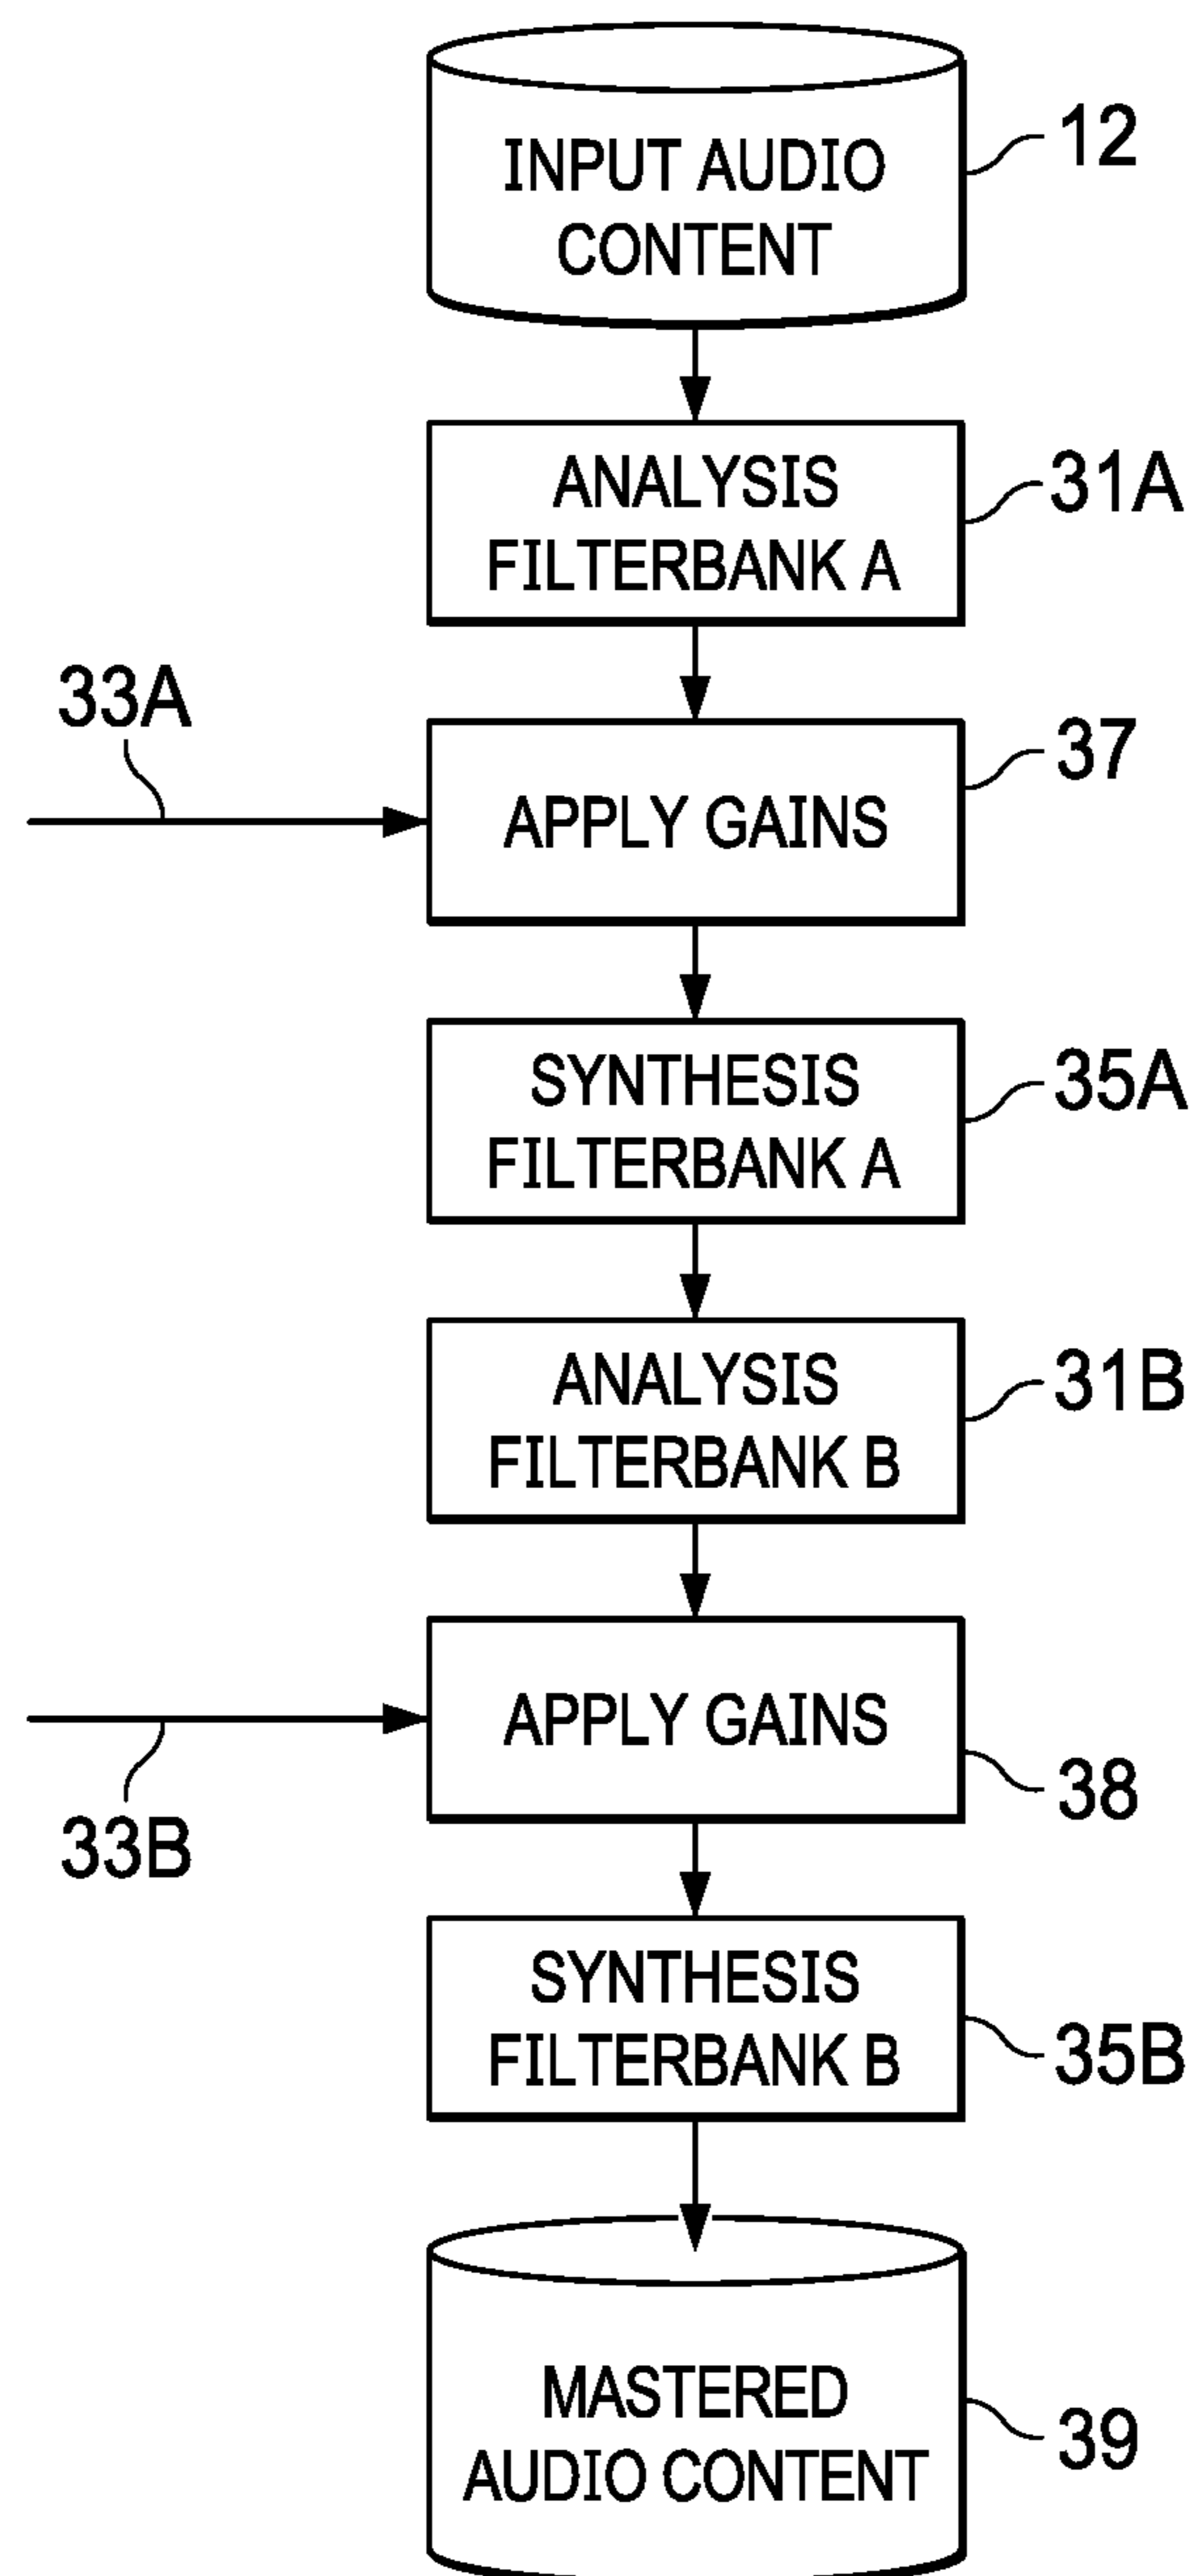 INPUT AUDIO
CONTENT
12
ANALYSIS
FILTERBANK A
31A
33A
APPLY GAINS
37
SYNTHESIS
FILTERBANK A
35A
ANALYSIS
FILTERBANK B
31B
APPLY GAINS
38
33B
SYNTHESIS
FILTERBANK B
35B
MASTERED
AUDIO CONTENT
39